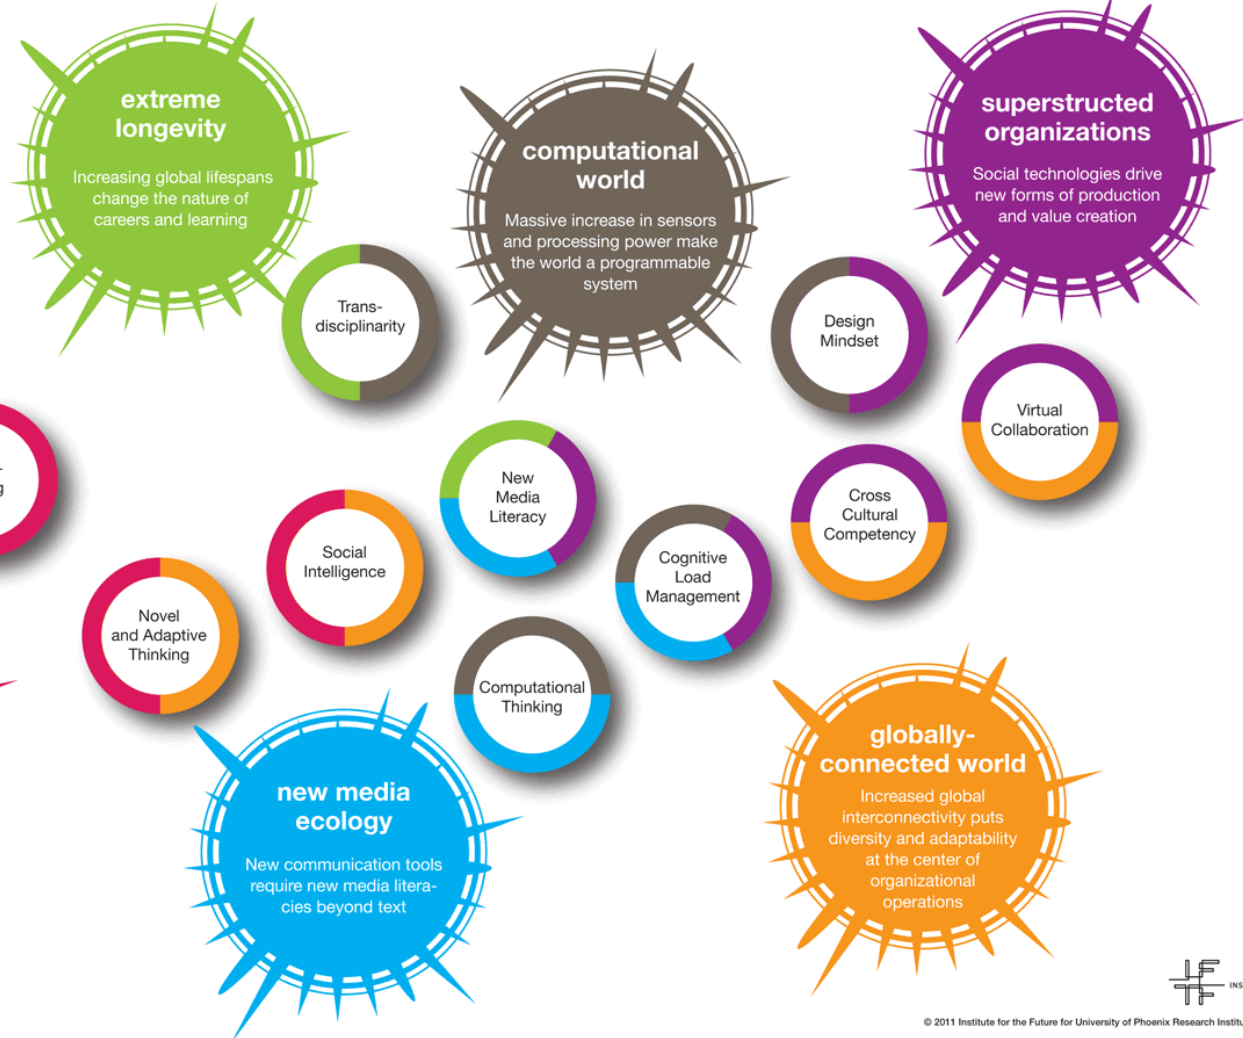 extreme
longevity
Increasing global lifespans
change the nature of
careers and learning
computational
world
Massive increase in sensors
and processing power make
the world a programmable
system
superstructed
organizations
Social technologies drive
new forms of production
and value creation
Trans-
disciplinarity
Design
Mindset
Virtual
Collaboration
New
Media
Literacy
Cross
Cultural
Competency
Social
Intelligence
Cognitive
Load
Management
Novel
and Adaptive
Thinking
Computational
Thinking
new media
ecology
New communication tools
require new media litera-
cies beyond text
globally-
connected world
Increased global
interconnectivity puts
diversity and adaptability
at the center of
organizational
operations
© 2011 Institute for the Future for University of Phoenix Research